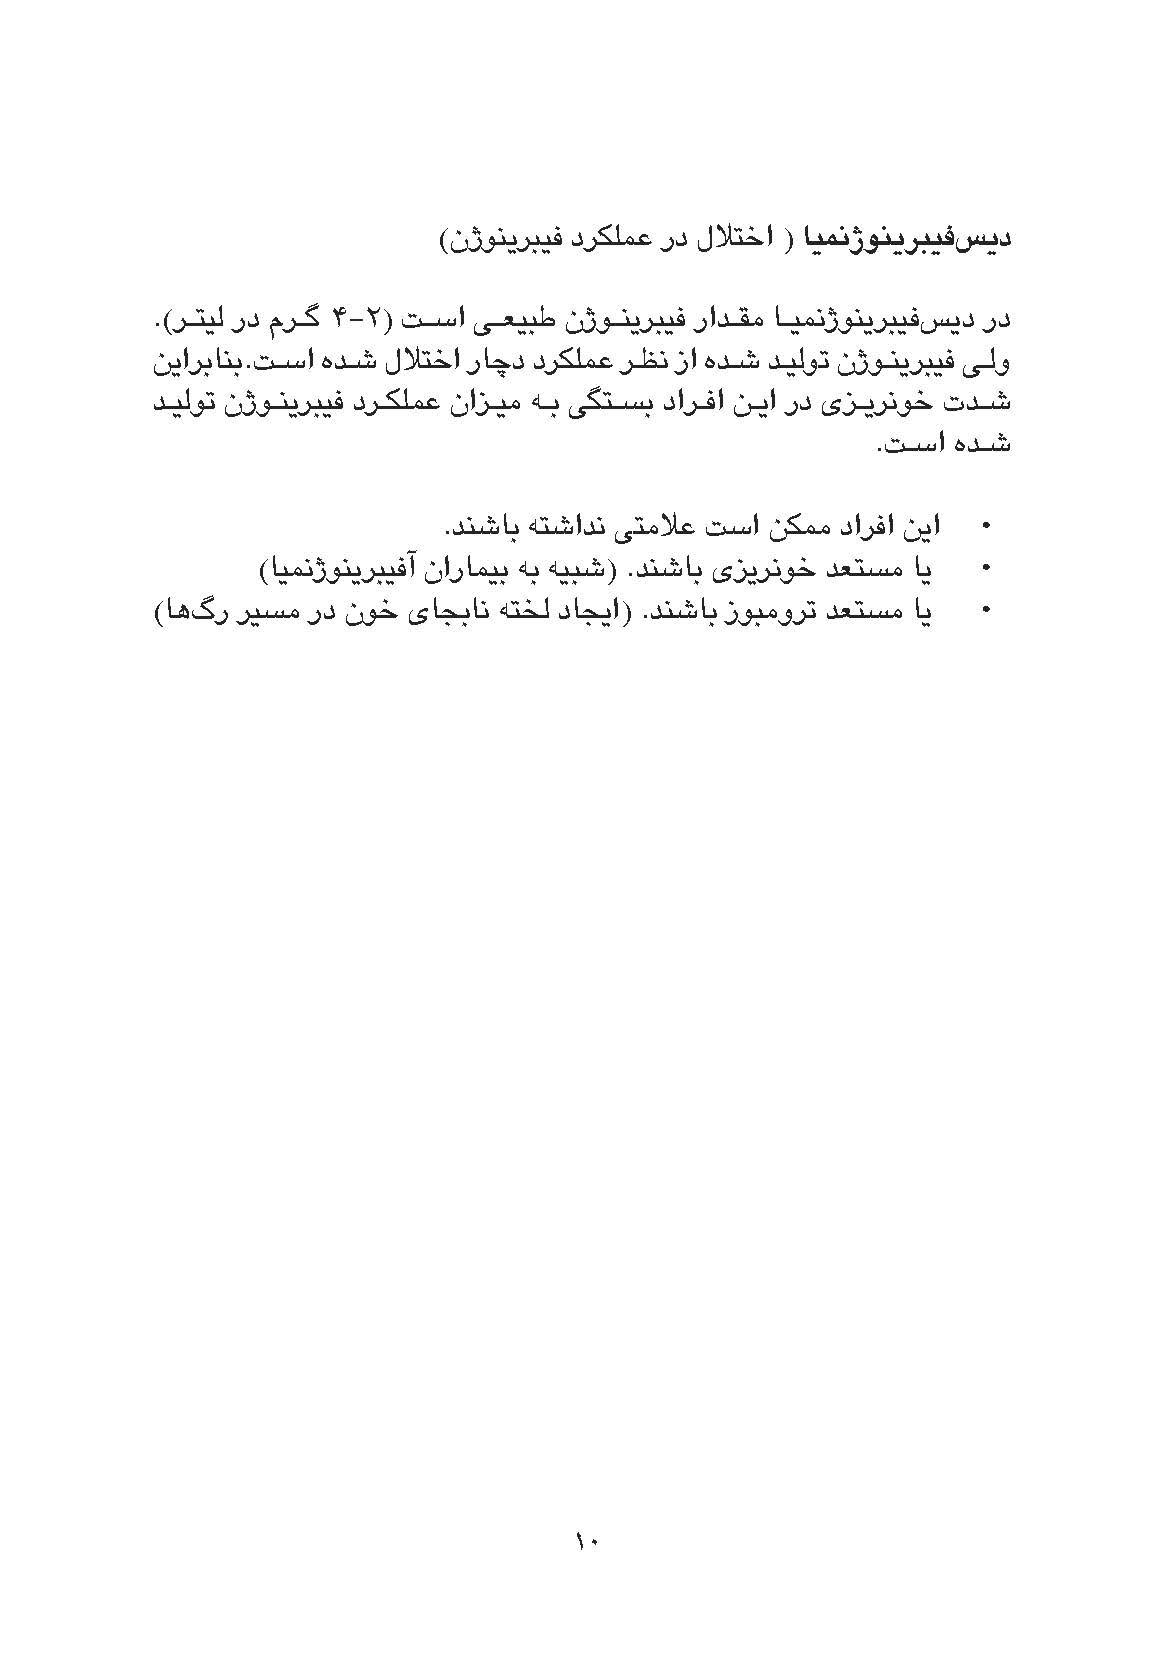 دیس‌فیبرینوژنمیا ( اختلال در عملکرد فیبرینوژن)
در دیس‌فیبرینوژنمیا مقدار فیبرینوژن طبیعی است (۲-۴ گرم در لیتر).
ولی فیبرینوژن تولید شده از نظر عملکرد دچار اختلال شده است.بنابراین
شدت خونریزی در این افراد بستگی به میزان عملکرد فیبرینوژن تولید
شده است.
• این افراد ممکن است علامتی نداشته باشند.
• یا مستعد خونریزی باشند. (شبیه به بیماران آفیبرینوژنمیا)
• یا مستعد ترومبوز باشند. (ایجاد لخته نابجای خون در مسیر رگ‌ها)
۱۰